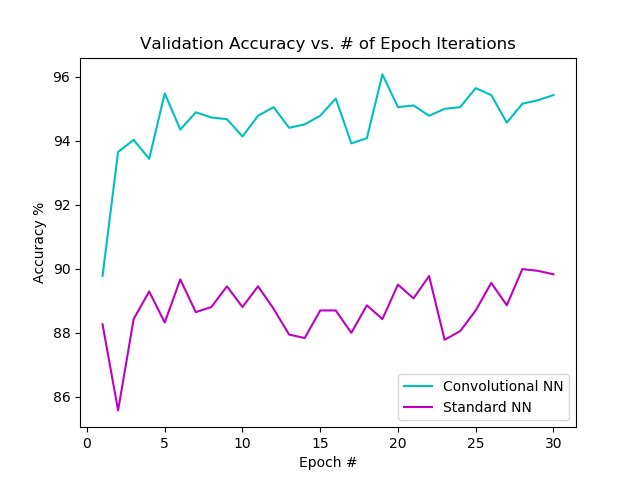 Validation Accuracy vs. # of Epoch Iterations
96
94
92
90
88
86
Accuracy %
0 5 10 15 20 25 30
Epoch #
Convolutional NN
Standard NN